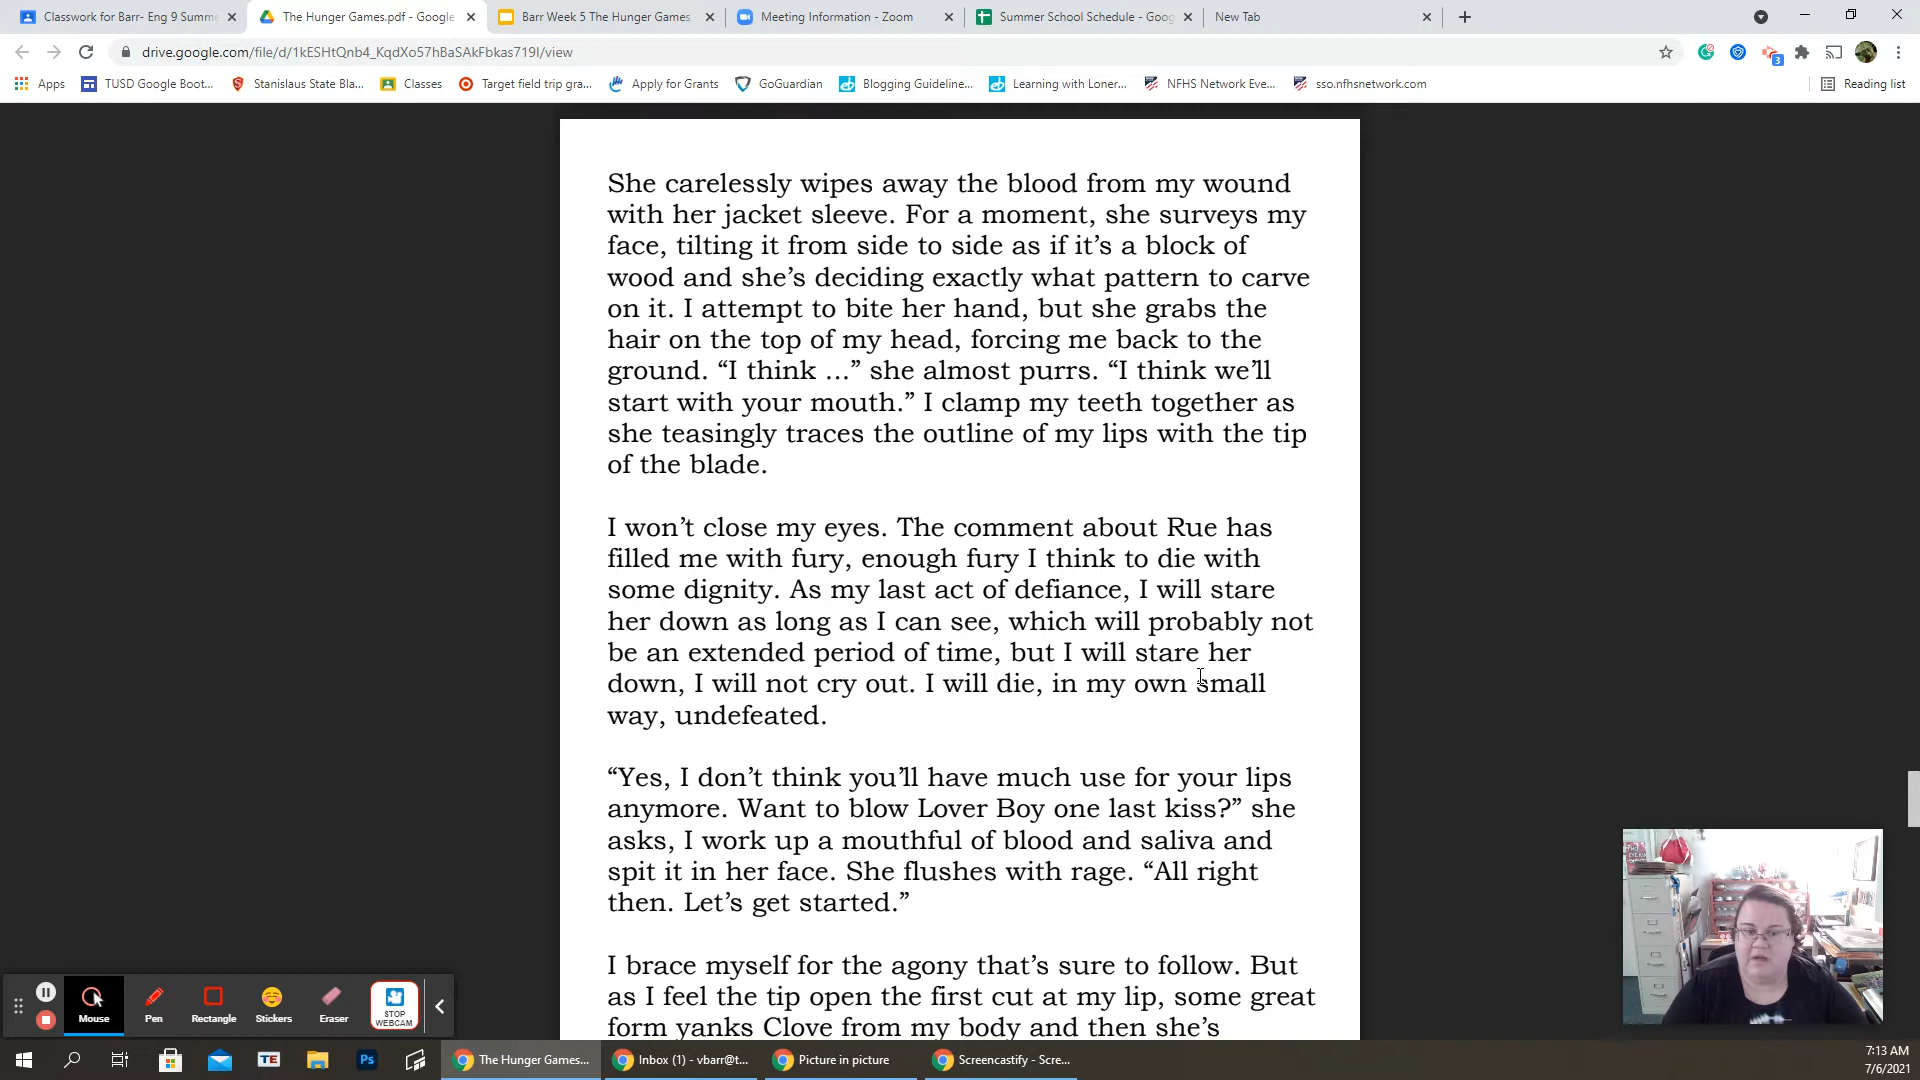 Classwork for Barr- Eng 9 Summe
The Hunger Games.pdf - Google
Barr Week 5 The Hunger Games
Meeting Information - Zoom
Summer School Schedule - Goog
New Tab
drive.google.com/file/d/1kESHtQnb4_KqdXo57hBaSAkFbkas719I/view
3
Apps
TUSD Google Boot...
Stanislaus State Bla...
Classes
Target field trip gra...
Apply for Grants
GoGuardian
Blogging Guideline...
Learning with Loner...
NFHS Network Eve...
sso.nfhsnetwork.com
Reading list
She carelessly wipes away the blood from my wound
with her jacket sleeve. For a moment, she surveys my
face, tilting it from side to side as if it’s a block of
wood and she’s deciding exactly what pattern to carve
on it. I attempt to bite her hand, but she grabs the
hair on the top of my head, forcing me back to the
ground. “I think …” she almost purrs. “I think we’ll
start with your mouth.” I clamp my teeth together as
she teasingly traces the outline of my lips with the tip
of the blade.
I won’t close my eyes. The comment about Rue has
filled me with fury, enough fury I think to die with
some dignity. As my last act of defiance, I will stare
her down as long as I can see, which will probably not
be an extended period of time, but I will stare her
down, I will not cry out. I will die, in my own small
way, undefeated.
“Yes, I don’t think you’ll have much use for your lips
anymore. Want to blow Lover Boy one last kiss?” she
asks, I work up a mouthful of blood and saliva and
spit it in her face. She flushes with rage. “All right
then. Let’s get started.”
I brace myself for the agony that’s sure to follow. But
as I feel the tip open the first cut at my lip, some great
form yanks Clove from my body and then she’s
Mouse
Pen
Rectangle
Stickers
Eraser
STOP
WEBCAM
TE
Ps
The Hunger Games...
Inbox (1) - vbarr@t...
Picture in picture
Screencastify - Scre...
7:13 AM
7/6/2021